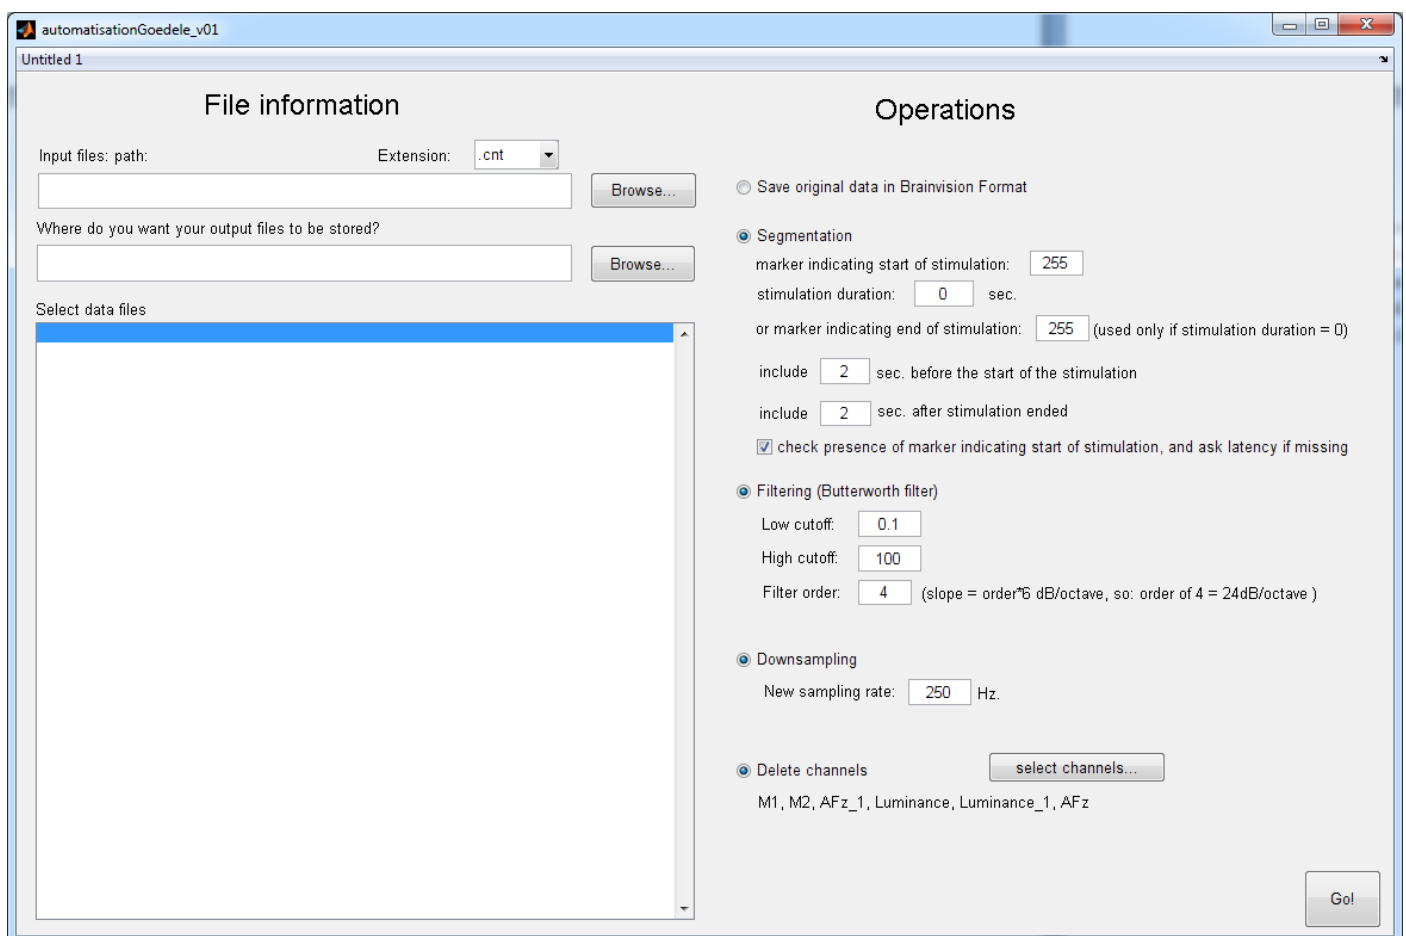 automatisationGoedele_v01
Untitled 1
File information
Input files: path:
Extension:
.cnt
Browse...
Where do you want your output files to be stored?
Browse...
Select data files
Operations
Save original data in Brainvision Format
Segmentation
marker indicating start of stimulation: 255
stimulation duration: 0 sec.
or marker indicating end of stimulation: 255 (used only if stimulation duration = 0)
include 2 sec. before the start of the stimulation
include 2 sec. after stimulation ended
check presence of marker indicating start of stimulation, and ask latency if missing
Filtering (Butterworth filter)
Low cutoff: 0.1
High cutoff: 100
Filter order: 4 (slope = order*6 dB/octave, so: order of 4 = 24dB/octave )
Downsampling
New sampling rate: 250 Hz.
Delete channels
select channels...
M1, M2, AFz_1, Luminance, Luminance_1, AFz
Go!